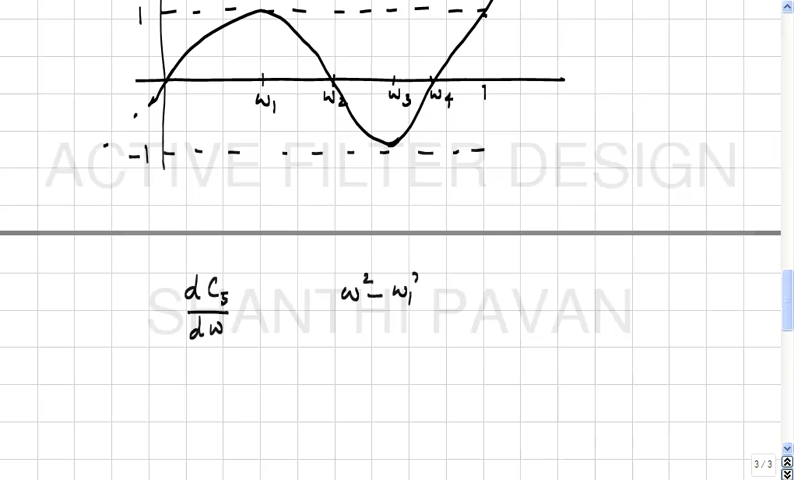 1
ω₁ ω₂ ω₃ ω₄ 1
-1
ACTIVE FILTER DESIGN
dC₅/dω ω² - ω₁²
SHANTHI PAVAN
3 / 3